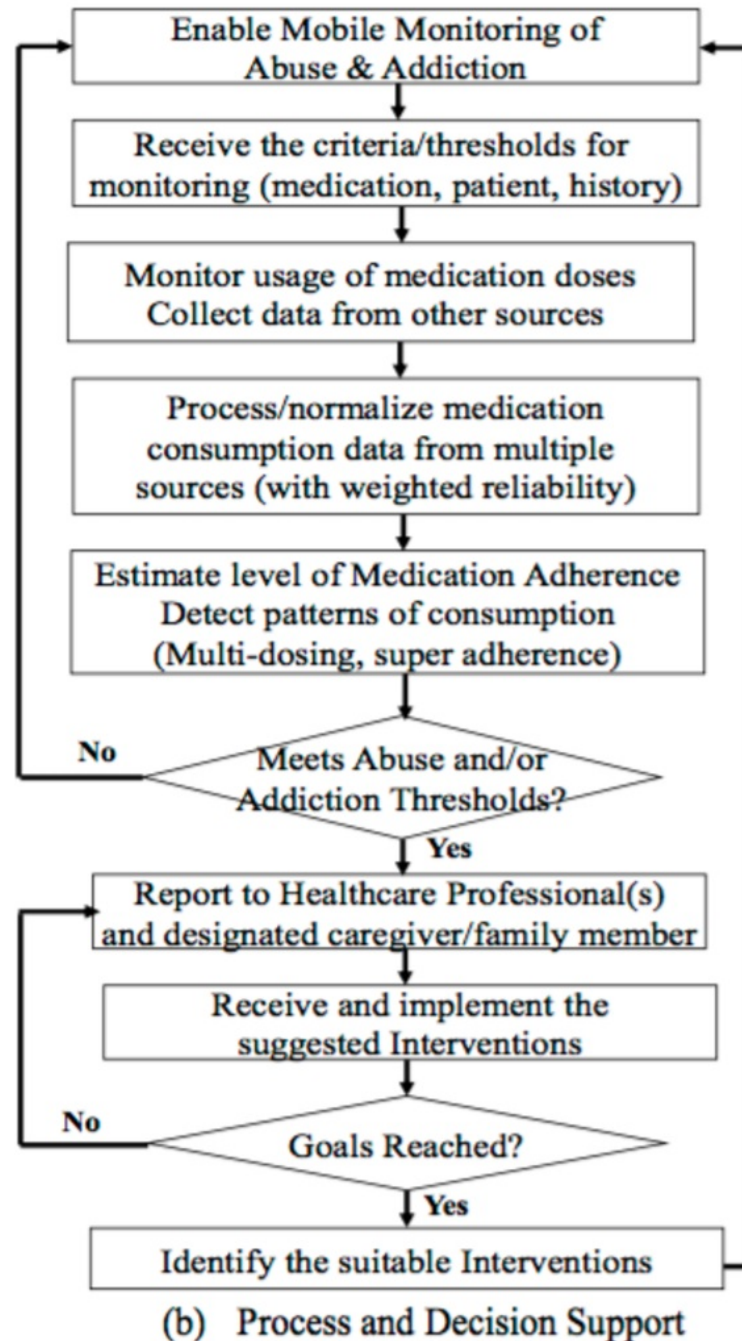 Enable Mobile Monitoring of
Abuse & Addiction
Receive the criteria/thresholds for
monitoring (medication, patient, history)
Monitor usage of medication doses
Collect data from other sources
Process/normalize medication
consumption data from multiple
sources (with weighted reliability)
Estimate level of Medication Adherence
Detect patterns of consumption
(Multi-dosing, super adherence)
No
Meets Abuse and/or
Addiction Thresholds?
Yes
Report to Healthcare Professional(s)
and designated caregiver/family member
Receive and implement the
suggested Interventions
No
Goals Reached?
Yes
Identify the suitable Interventions
(b) Process and Decision Support